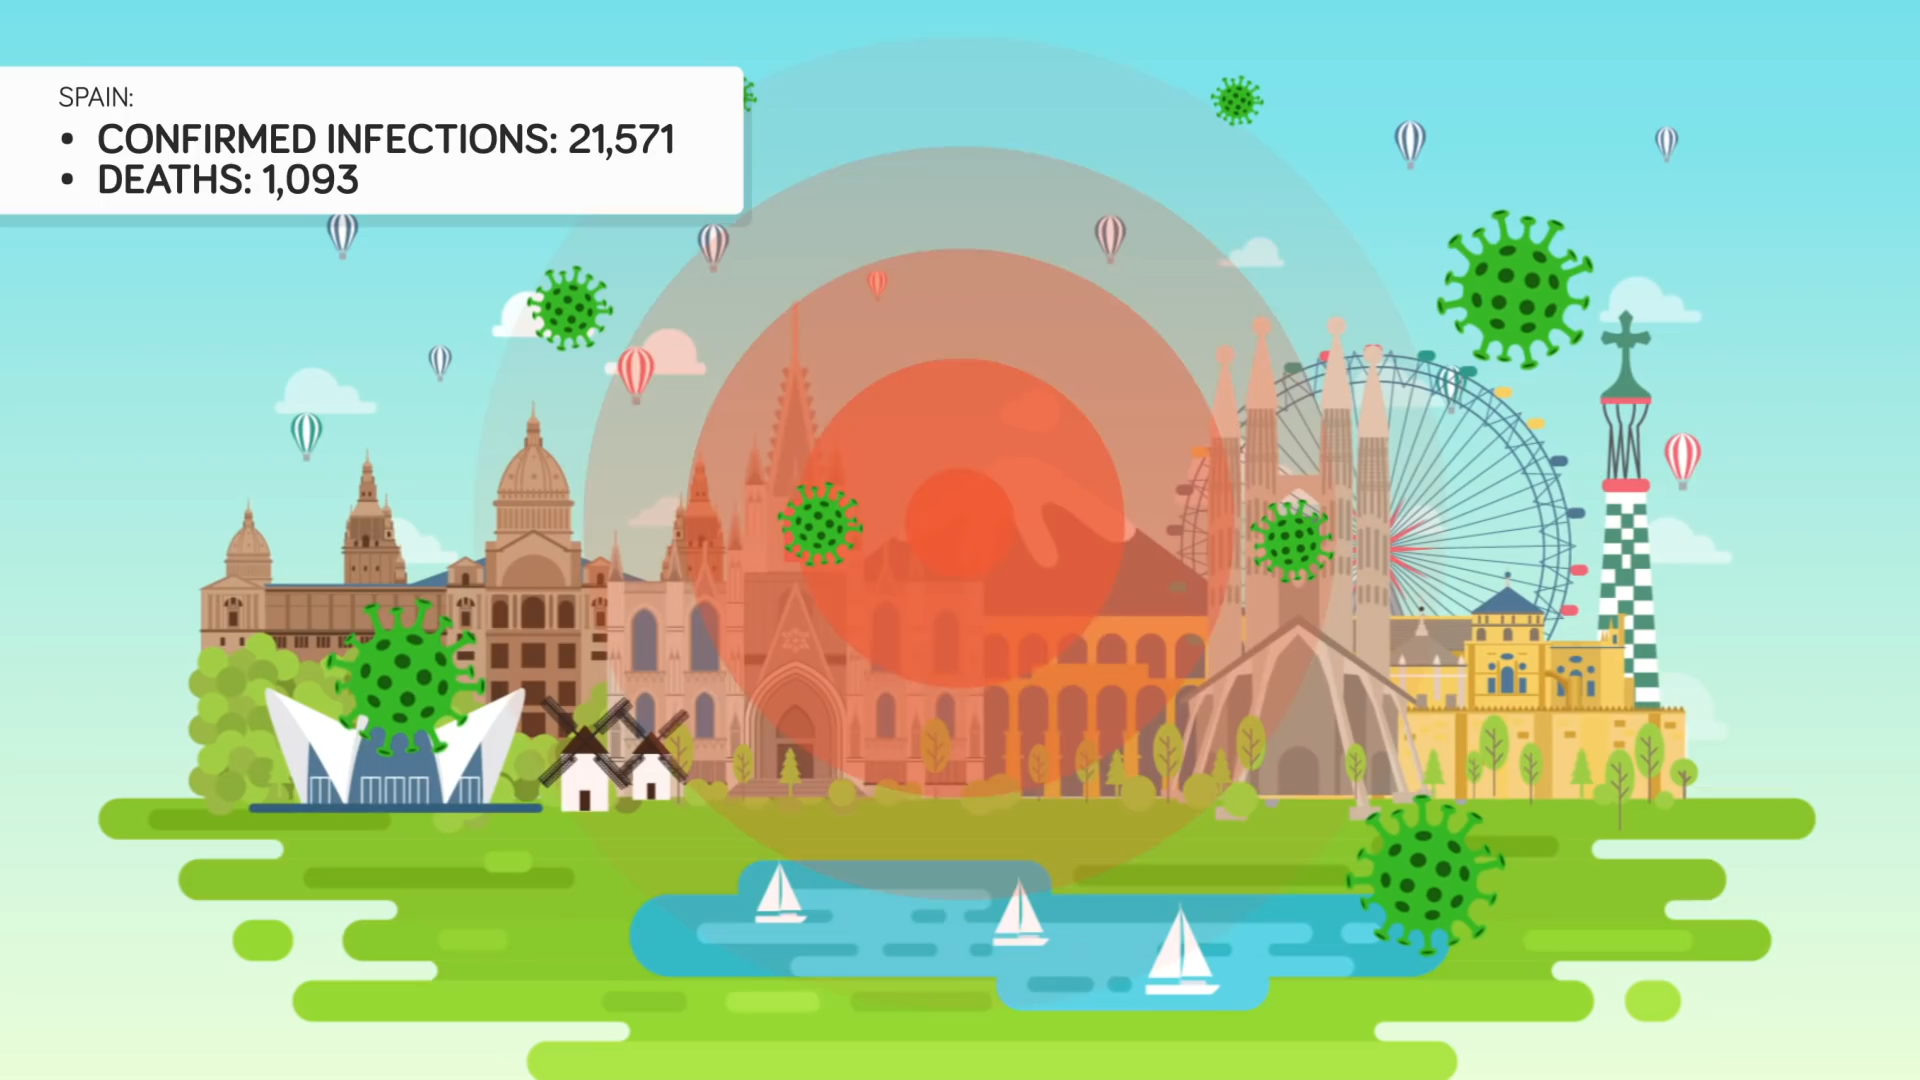 SPAIN:
• CONFIRMED INFECTIONS: 21,571
• DEATHS: 1,093